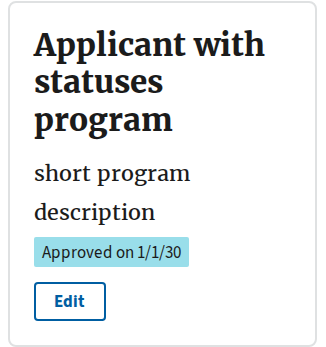 Applicant with
statuses
program
short program
description
Approved on 1/1/30
Edit